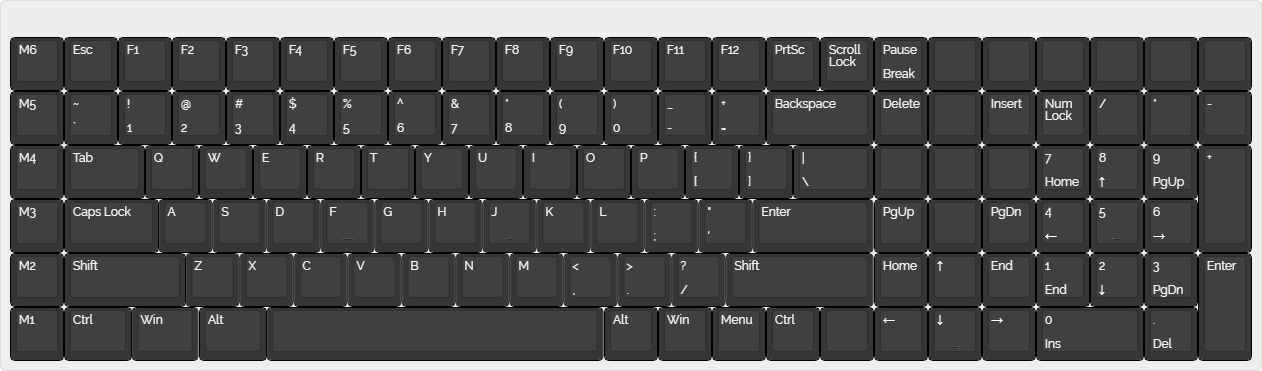 M6 Esc F1 F2 F3 F4 F5 F6 F7 F8 F9 F10 F11 F12 PrtSc Scroll Pause
Lock
Break
M5 ~ ! @ # $ % ^ & * ( ) _ + Backspace Delete Insert Num / * -
Lock
` 1 2 3 4 5 6 7 8 9 0 - =
M4 Tab Q W E R T Y U I O P [ ] | 7 8 9 +
[ ] \ Home ↑ PgUp
M3 Caps Lock A S D F G H J K L : " Enter PgUp PgDn 4 5 6
_ _ ; ' ← _ →
M2 Shift Z X C V B N M < > ? Shift Home ↑ End 1 2 3 Enter
, . / End ↓ PgDn
M1 Ctrl Win Alt Alt Win Menu Ctrl ← ↓ → 0 .
_ Ins Del